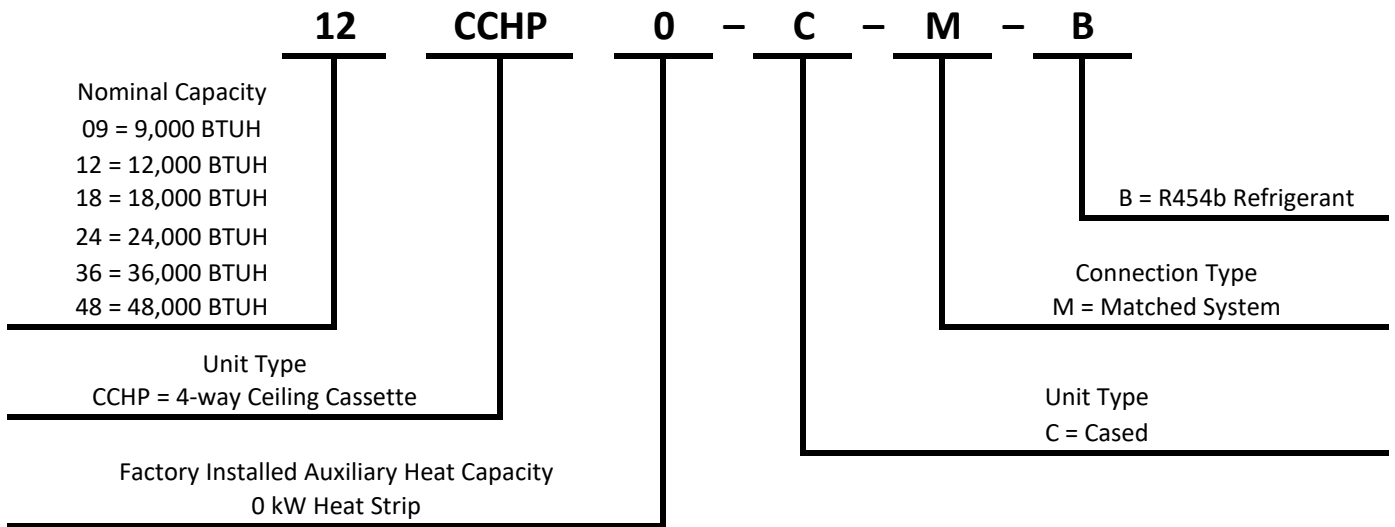 12 CCHP 0 – C – M – B
Nominal Capacity
09 = 9,000 BTUH
12 = 12,000 BTUH
18 = 18,000 BTUH
24 = 24,000 BTUH
36 = 36,000 BTUH
48 = 48,000 BTUH
Unit Type
CCHP = 4-way Ceiling Cassette
Factory Installed Auxiliary Heat Capacity
0 kW Heat Strip
B = R454b Refrigerant
Connection Type
M = Matched System
Unit Type
C = Cased